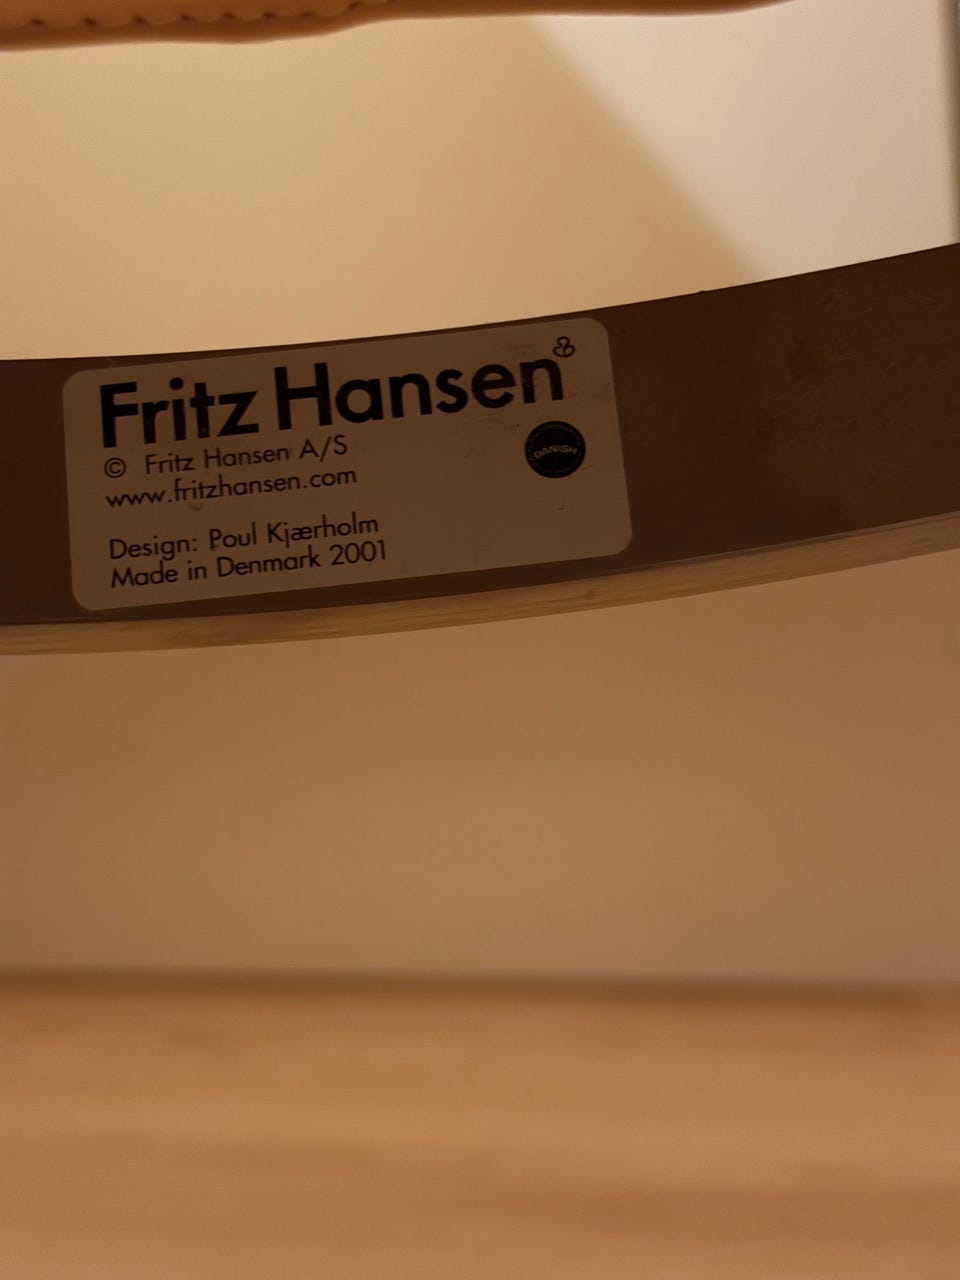 Fritz Hansen
© Fritz Hansen A/S
www.fritzhansen.com
DANISH
Design: Poul Kjærholm
Made in Denmark 2001